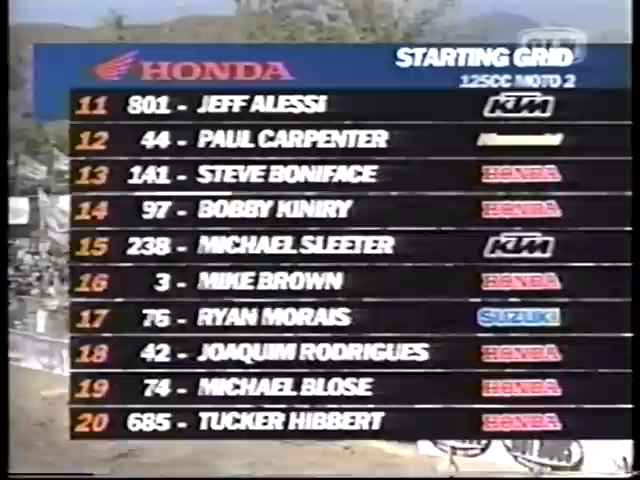 HONDA
STARTING GRID
125CC MOTO 2
11 801 - JEFF ALESSI KTM
12 44 - PAUL CARPENTER Kawasaki
13 141 - STEVE BONIFACE HONDA
14 97 - BOBBY KINIRY HONDA
15 238 - MICHAEL SLEETER KTM
16 3 - MIKE BROWN HONDA
17 76 - RYAN MORAIS SUZUKI
18 42 - JOAQUIM RODRIGUES HONDA
19 74 - MICHAEL BLOSE HONDA
20 685 - TUCKER HIBBERT HONDA